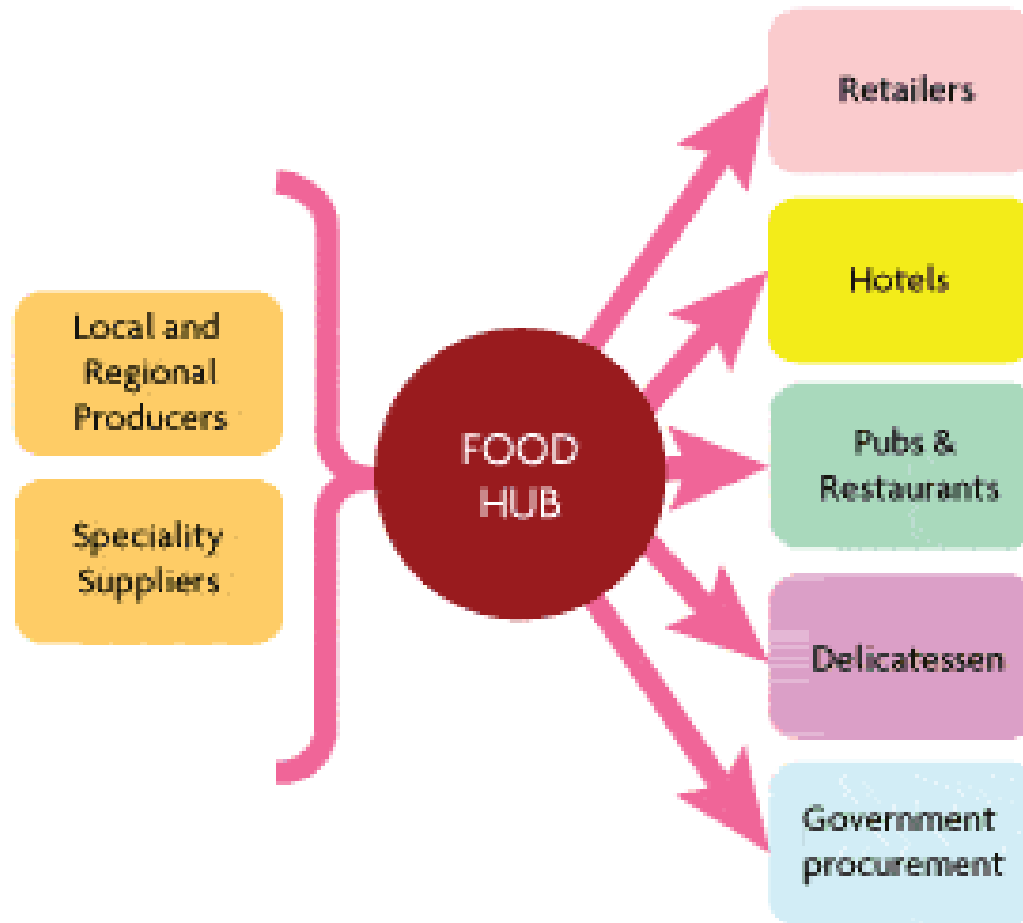 Local and
Regional
Producers
Speciality
Suppliers
FOOD
HUB
Retailers
Hotels
Pubs &
Restaurants
Delicatessen
Government
procurement